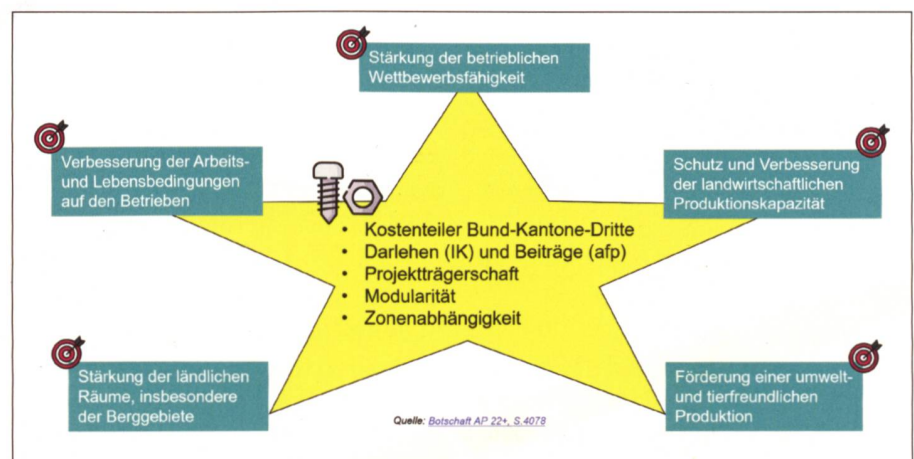 Stärkung der betrieblichen
Wettbewerbsfähigkeit
Verbesserung der Arbeits-
und Lebensbedingungen
auf den Betrieben
Schutz und Verbesserung
der landwirtschaftlichen
Produktionskapazität
• Kostenteiler Bund-Kantone-Dritte
• Darlehen (IK) und Beiträge (afp)
• Projektträgerschaft
• Modularität
• Zonenabhängigkeit
Stärkung der ländlichen
Räume, insbesondere
der Berggebiete
Förderung einer umwelt-
und tierfreundlichen
Produktion
Quelle: Botschaft AP 22+, S.4078